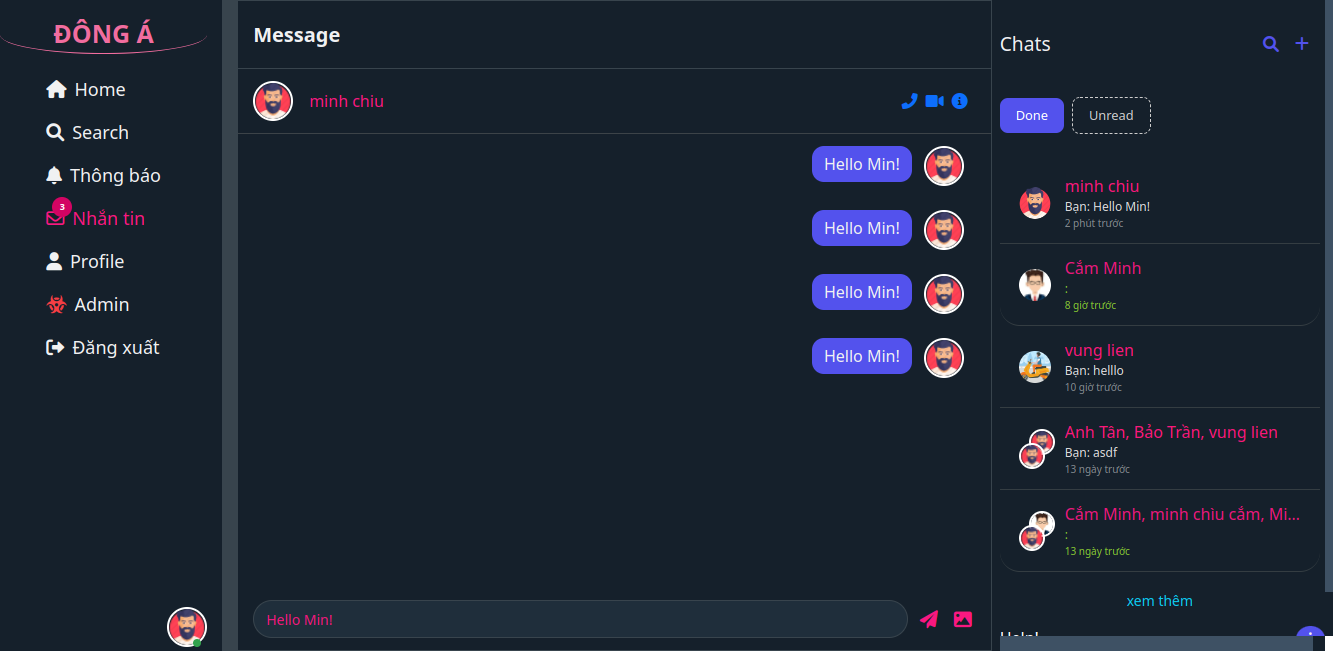 ĐÔNG Á
Home
Search
Thông báo
3
Nhắn tin
Profile
Admin
Đăng xuất
Message
minh chiu
Hello Min!
Hello Min!
Hello Min!
Hello Min!
Hello Min!
Chats
Done
Unread
minh chiu
Bạn: Hello Min!
2 phút trước
Cắm Minh
:
8 giờ trước
vung lien
Bạn: helllo
10 giờ trước
Anh Tân, Bảo Trần, vung lien
Bạn: asdf
13 ngày trước
Cắm Minh, minh chiu cắm, Mi...
:
13 ngày trước
xem thêm
Help!